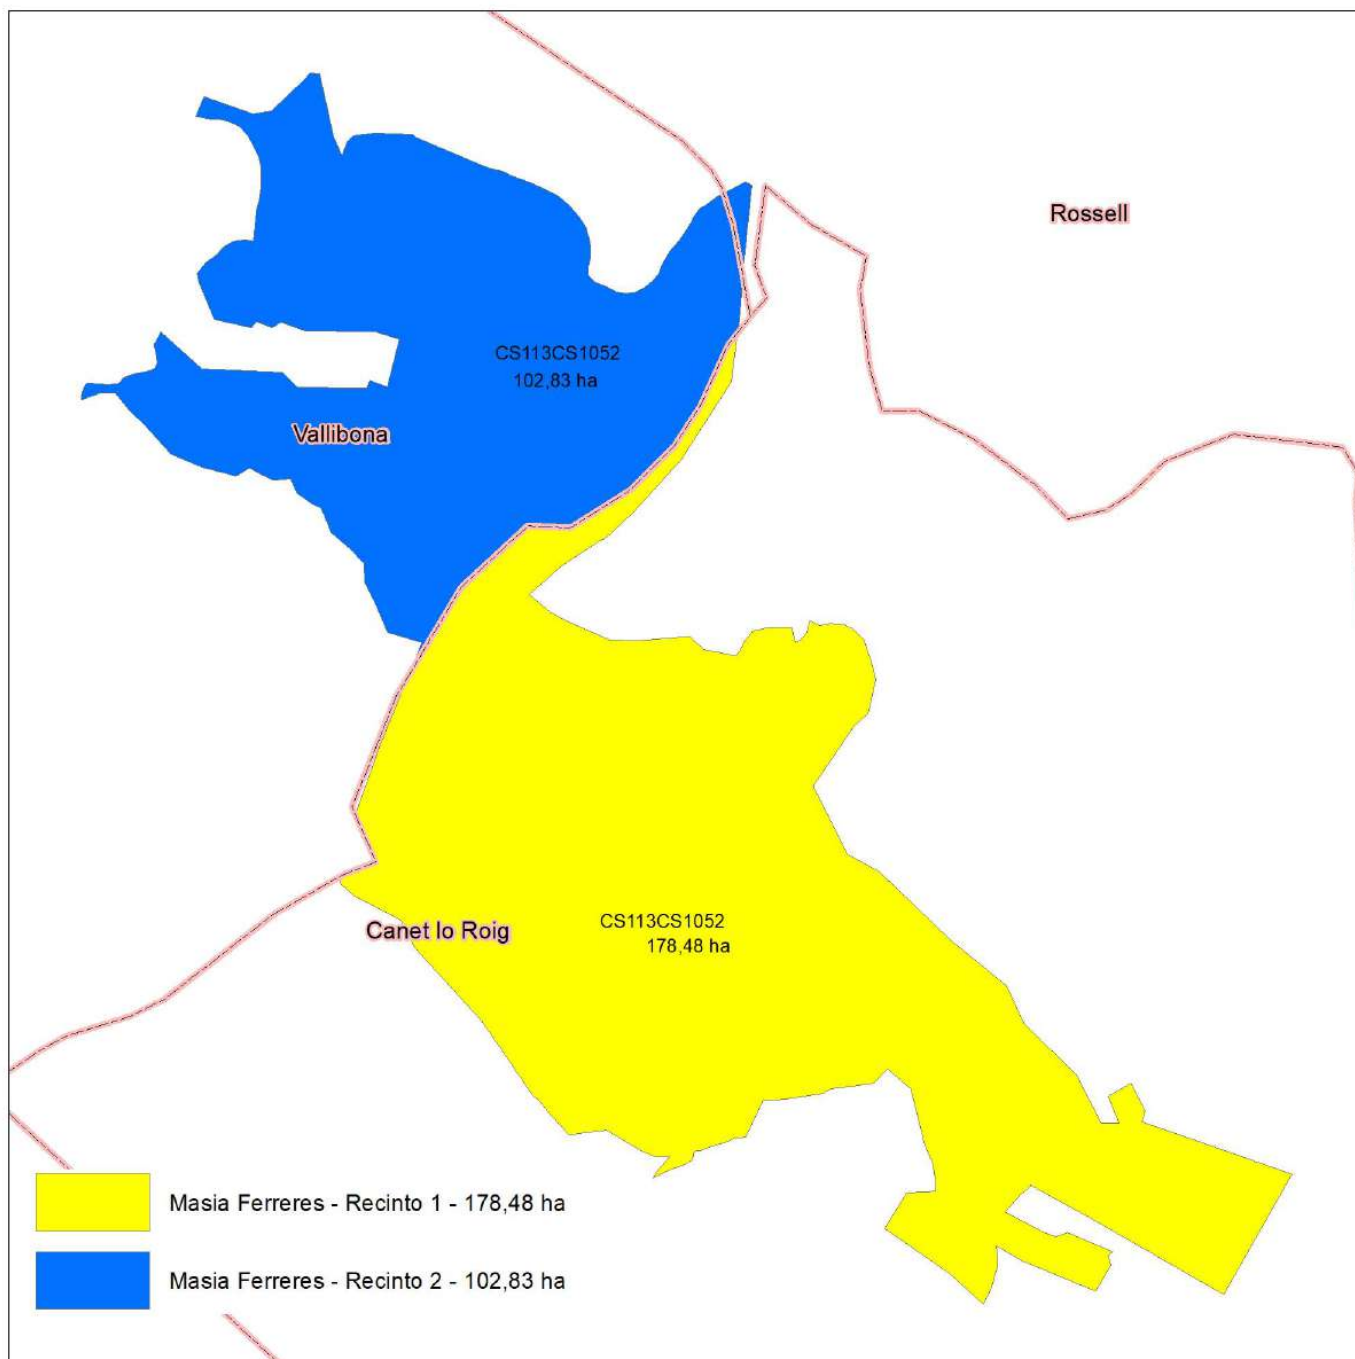 Rossell
CS113CS1052
102,83 ha
Vallibona
CS113CS1052
178,48 ha
Canet lo Roig
Masia Ferreres - Recinto 1 - 178,48 ha
Masia Ferreres - Recinto 2 - 102,83 ha